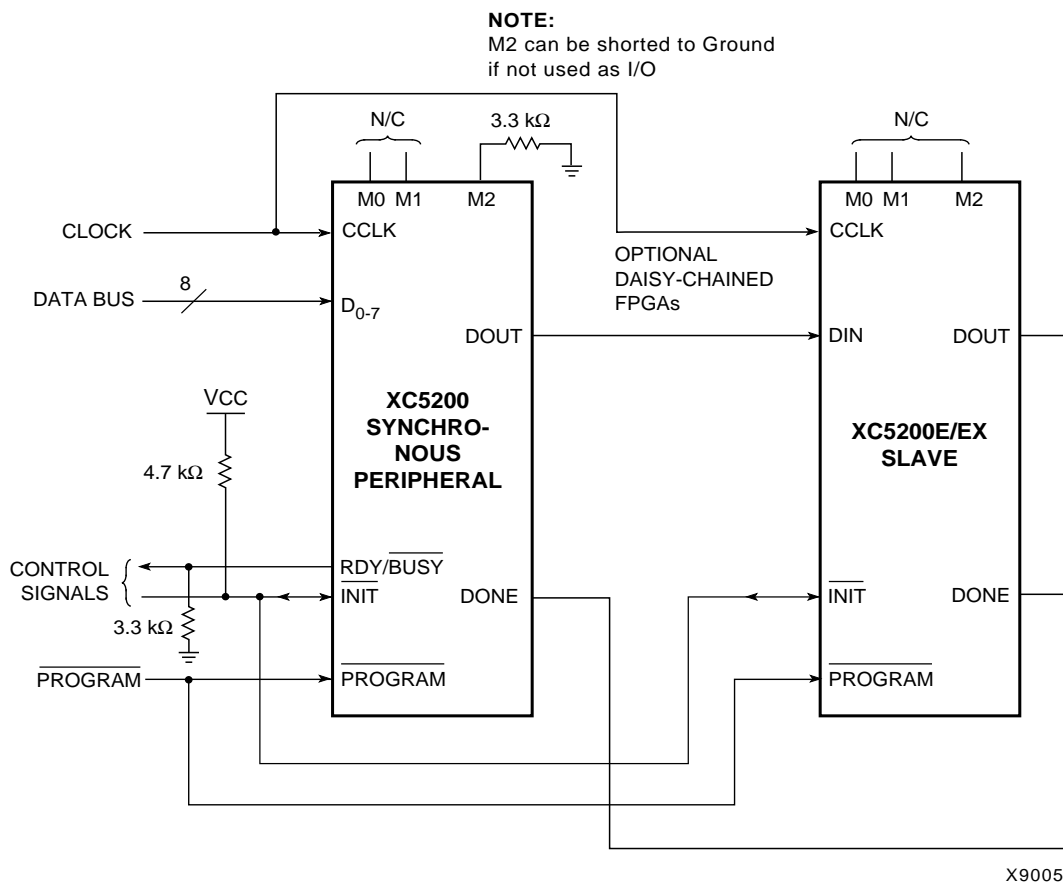 NOTE:
M2 can be shorted to Ground
if not used as I/O
N/C
3.3 kΩ
N/C
M0 M1
M2
M0 M1
M2
CLOCK
CCLK
CCLK
OPTIONAL
DAISY-CHAINED
FPGAs
DATA BUS
8
D0-7
DOUT
DIN
DOUT
VCC
4.7 kΩ
XC5200
SYNCHRO-
NOUS
PERIPHERAL
XC5200E/EX
SLAVE
CONTROL
SIGNALS
RDY/BUSY
INIT
DONE
INIT
DONE
3.3 kΩ
PROGRAM
PROGRAM
PROGRAM
X9005